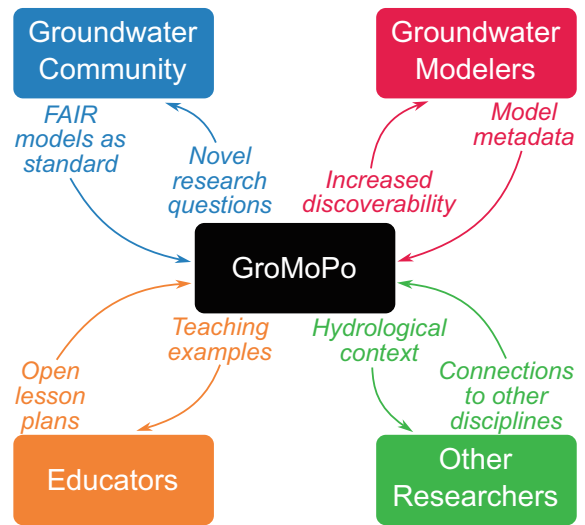 Groundwater
Community
Groundwater
Modelers
FAIR
models as
standard
Novel
research
questions
Increased
discoverability
Model
metadata
GroMoPo
Open
lesson
plans
Teaching
examples
Hydrological
context
Connections
to other
disciplines
Educators
Other
Researchers